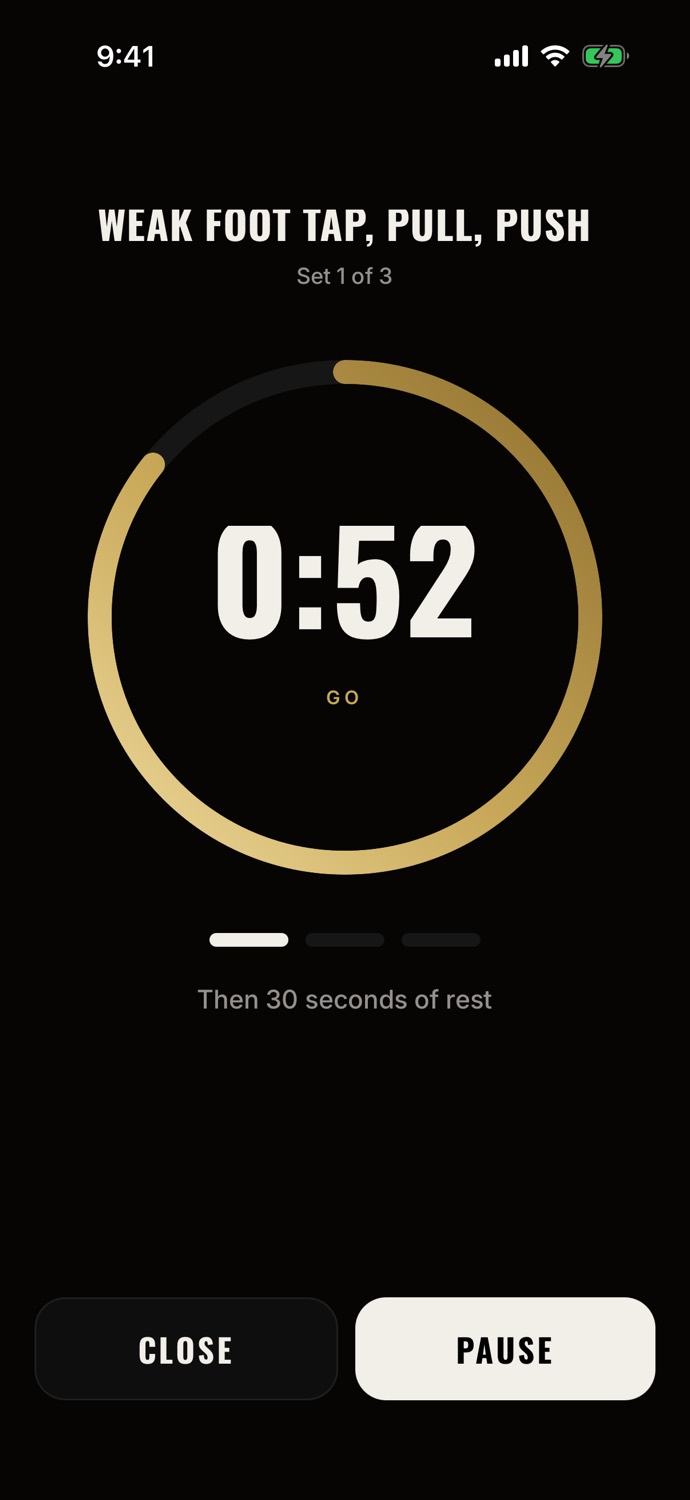 9:41
WEAK FOOT TAP, PULL, PUSH
Set 1 of 3
0:52
GO
Then 30 seconds of rest
CLOSE
PAUSE